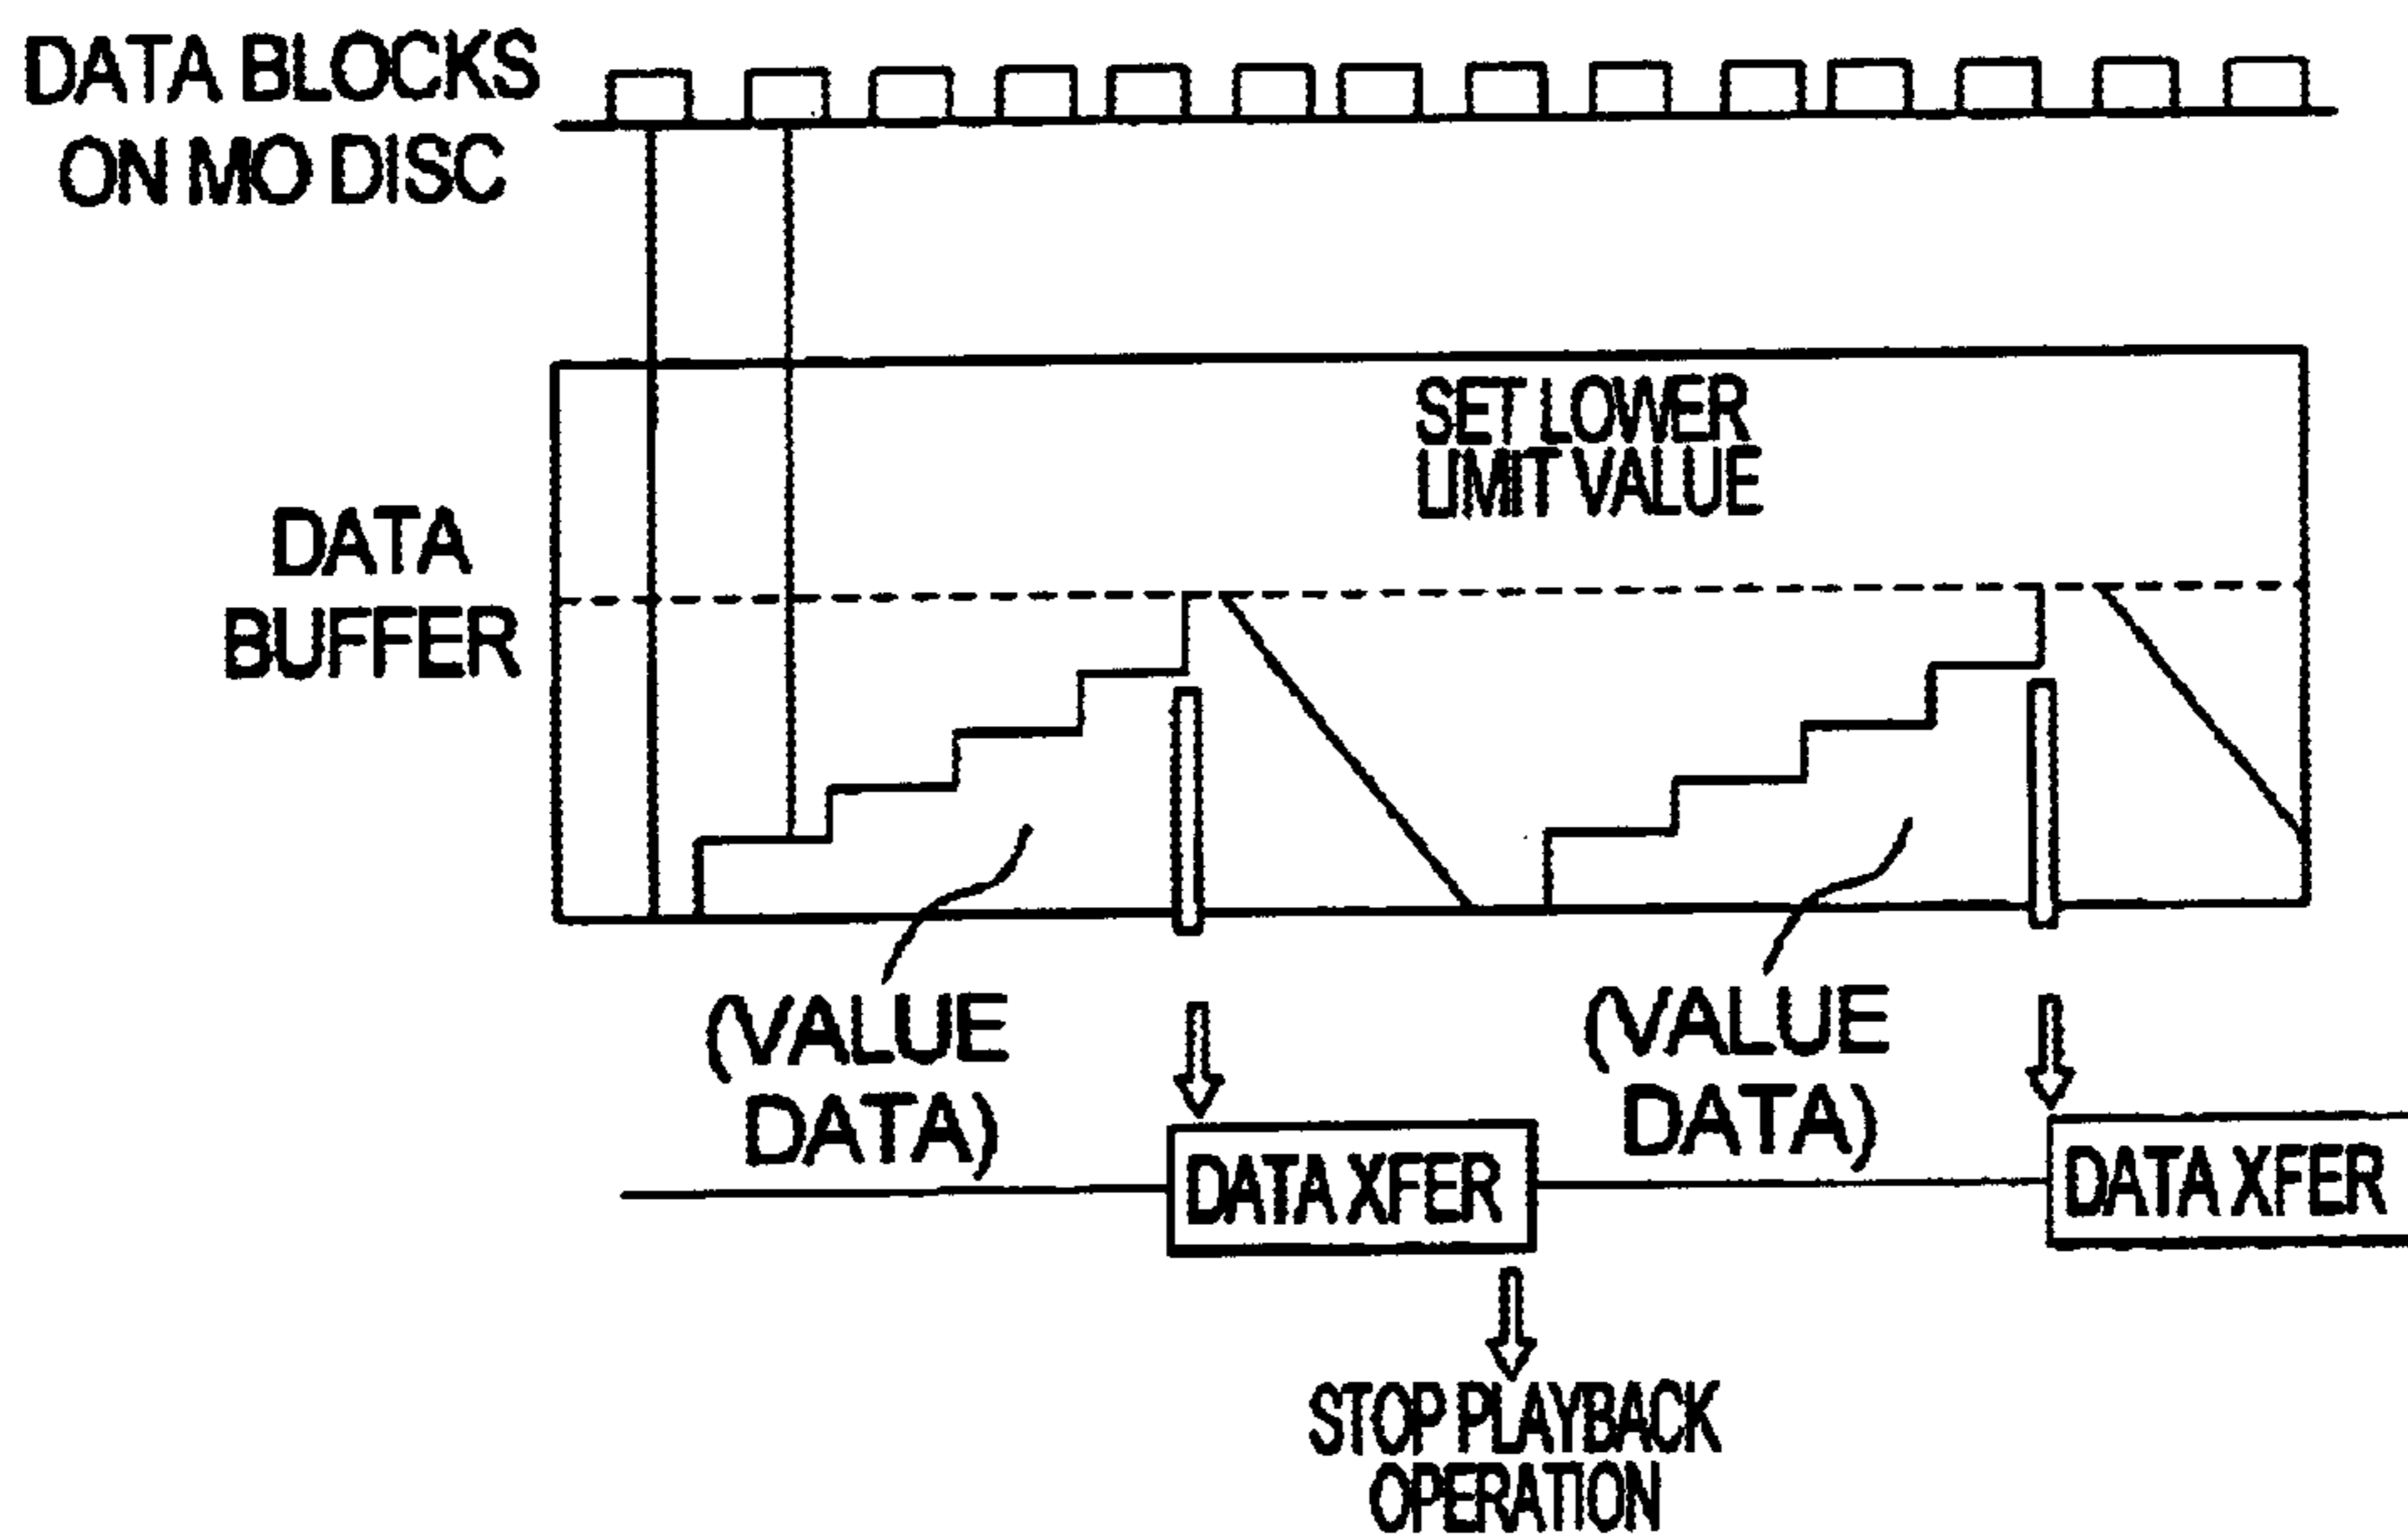 DATA BLOCKS
ON MO DISC
SET LOWER
LIMIT VALUE
DATA
BUFFER
(VALUE
DATA)
(VALUE
DATA)
DATA XFER
DATA XFER
STOP PLAYBACK
OPERATION